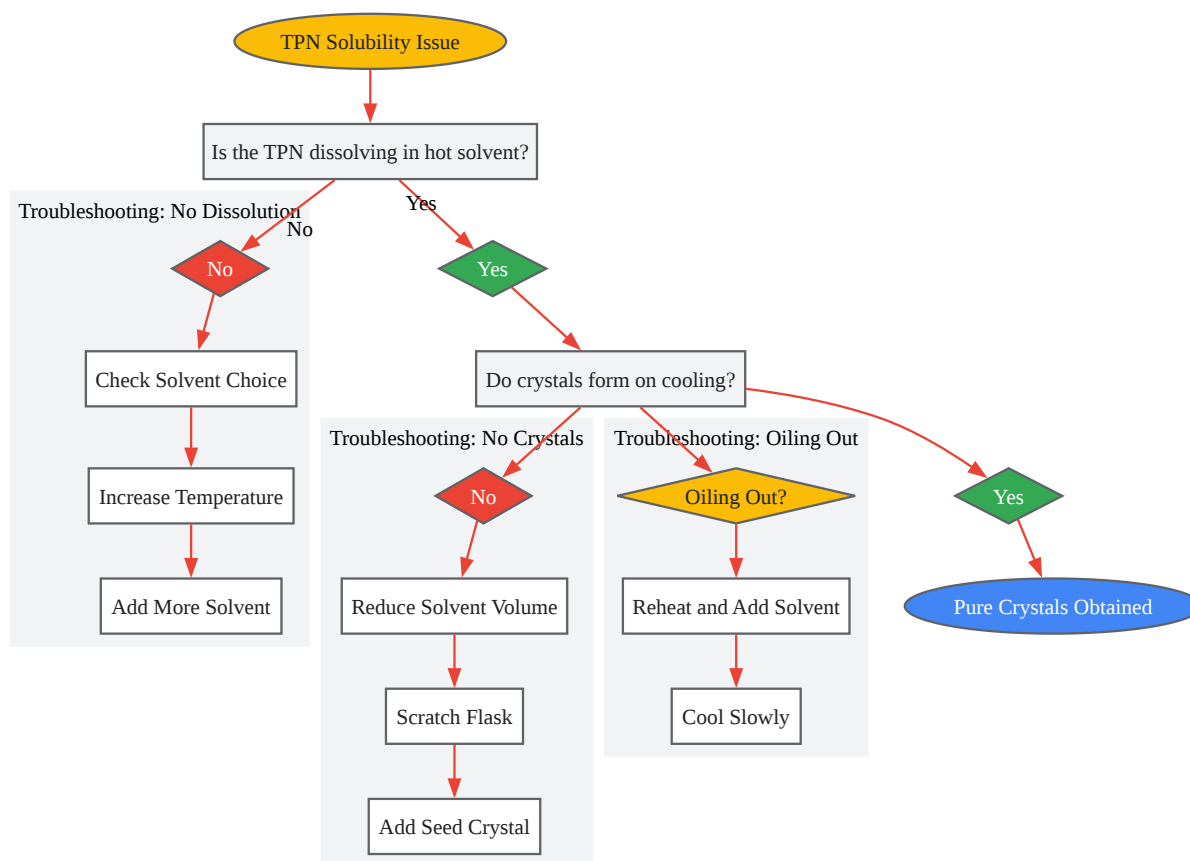 TPN Solubility Issue
Is the TPN dissolving in hot solvent?
Troubleshooting: No Dissolution
No
Yes
No
Yes
Check Solvent Choice
Increase Temperature
Add More Solvent
Do crystals form on cooling?
Troubleshooting: No Crystals
No
Reduce Solvent Volume
Scratch Flask
Add Seed Crystal
Troubleshooting: Oiling Out
Oiling Out?
Reheat and Add Solvent
Cool Slowly
Yes
Pure Crystals Obtained